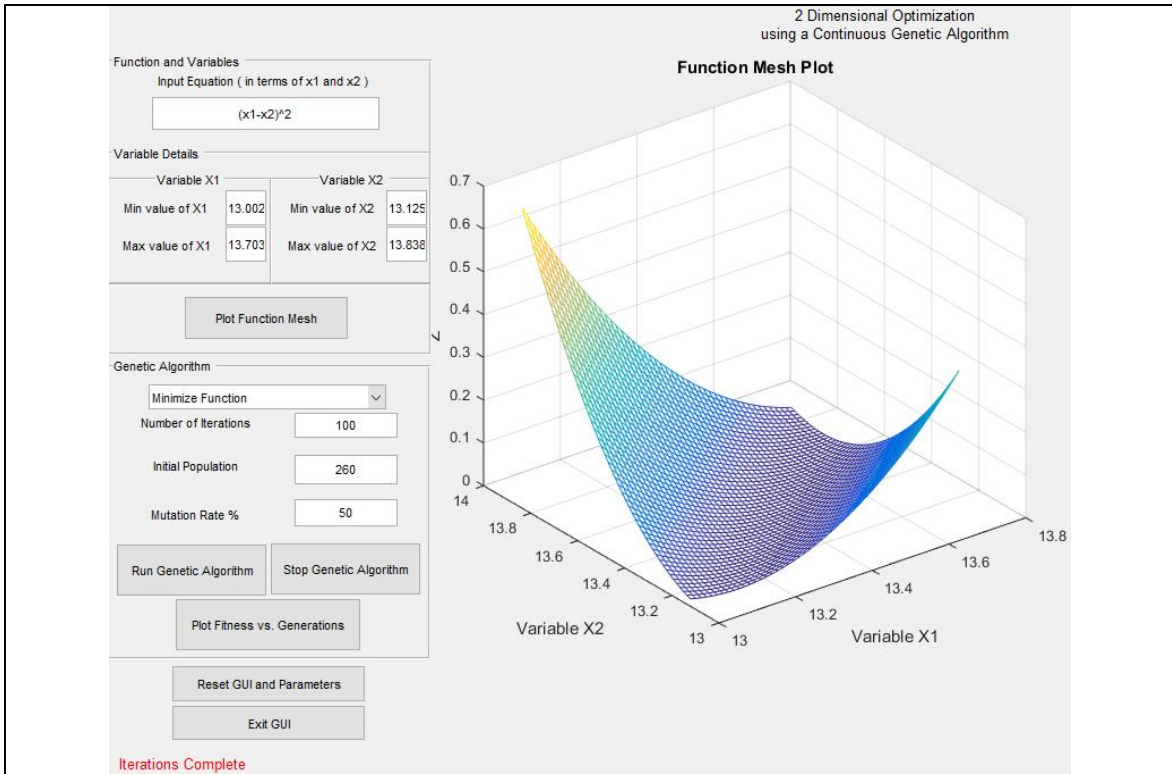 2 Dimensional Optimization
using a Continuous Genetic Algorithm
Function and Variables
Input Equation ( in terms of x1 and x2 )
(x1-x2)^2
Variable Details
Variable X1
Variable X2
Min value of X1 13.002
Min value of X2 13.125
Max value of X1 13.703
Max value of X2 13.838
Plot Function Mesh
Genetic Algorithm
Minimize Function
Number of Iterations 100
Initial Population 260
Mutation Rate % 50
Run Genetic Algorithm
Stop Genetic Algorithm
Plot Fitness vs. Generations
Reset GUI and Parameters
Exit GUI
Iterations Complete
Function Mesh Plot
0.7
0.6
0.5
0.4
0.3
0.2
0.1
0
14
13.8
13.6
13.4
13.2
13
Variable X2
13
13.2
13.4
13.6
13.8
Variable X1